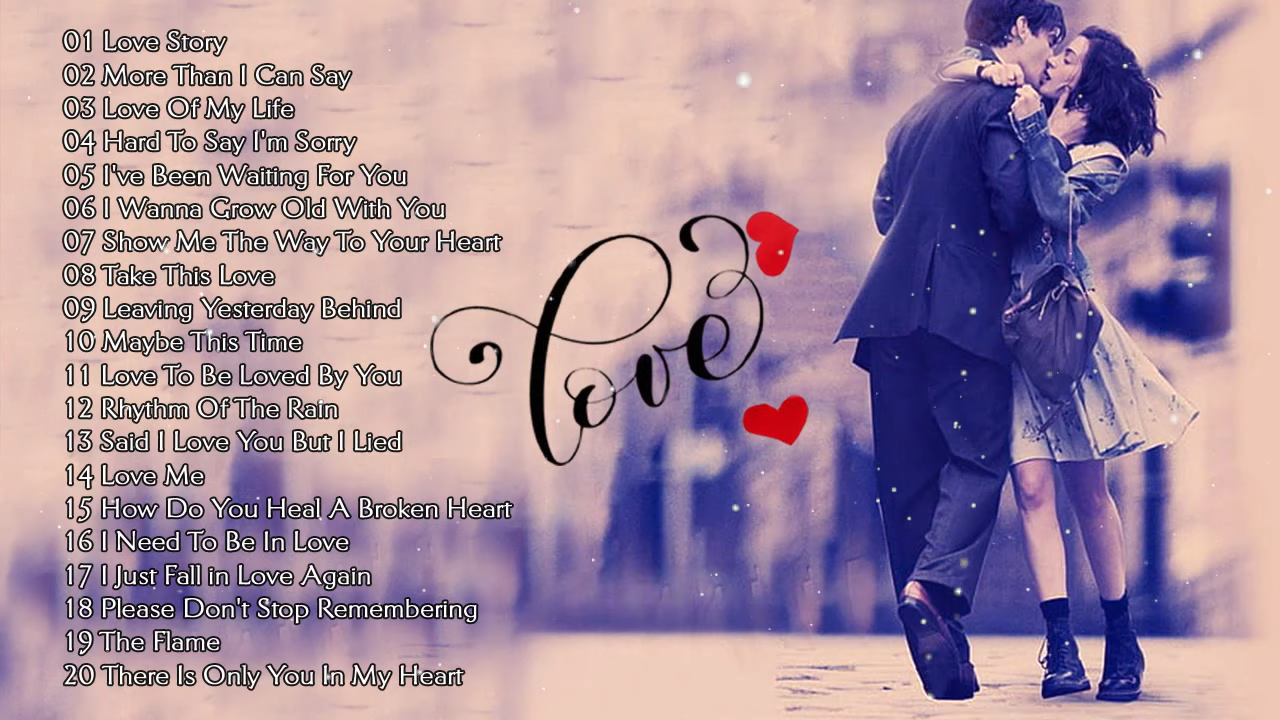 01 Love Story
02 More Than I Can Say
03 Love Of My Life
04 Hard To Say I'm Sorry
05 I've Been Waiting For You
06 I Wanna Grow Old With You
07 Show Me The Way To Your Heart
08 Take This Love
09 Leaving Yesterday Behind
10 Maybe This Time
11 Love To Be Loved By You
12 Rhythm Of The Rain
13 Said I Love You But I Lied
14 Love Me
15 How Do You Heal A Broken Heart
16 I Need To Be In Love
17 I Just Fall in Love Again
18 Please Don't Stop Remembering
19 The Flame
20 There Is Only You In My Heart
love